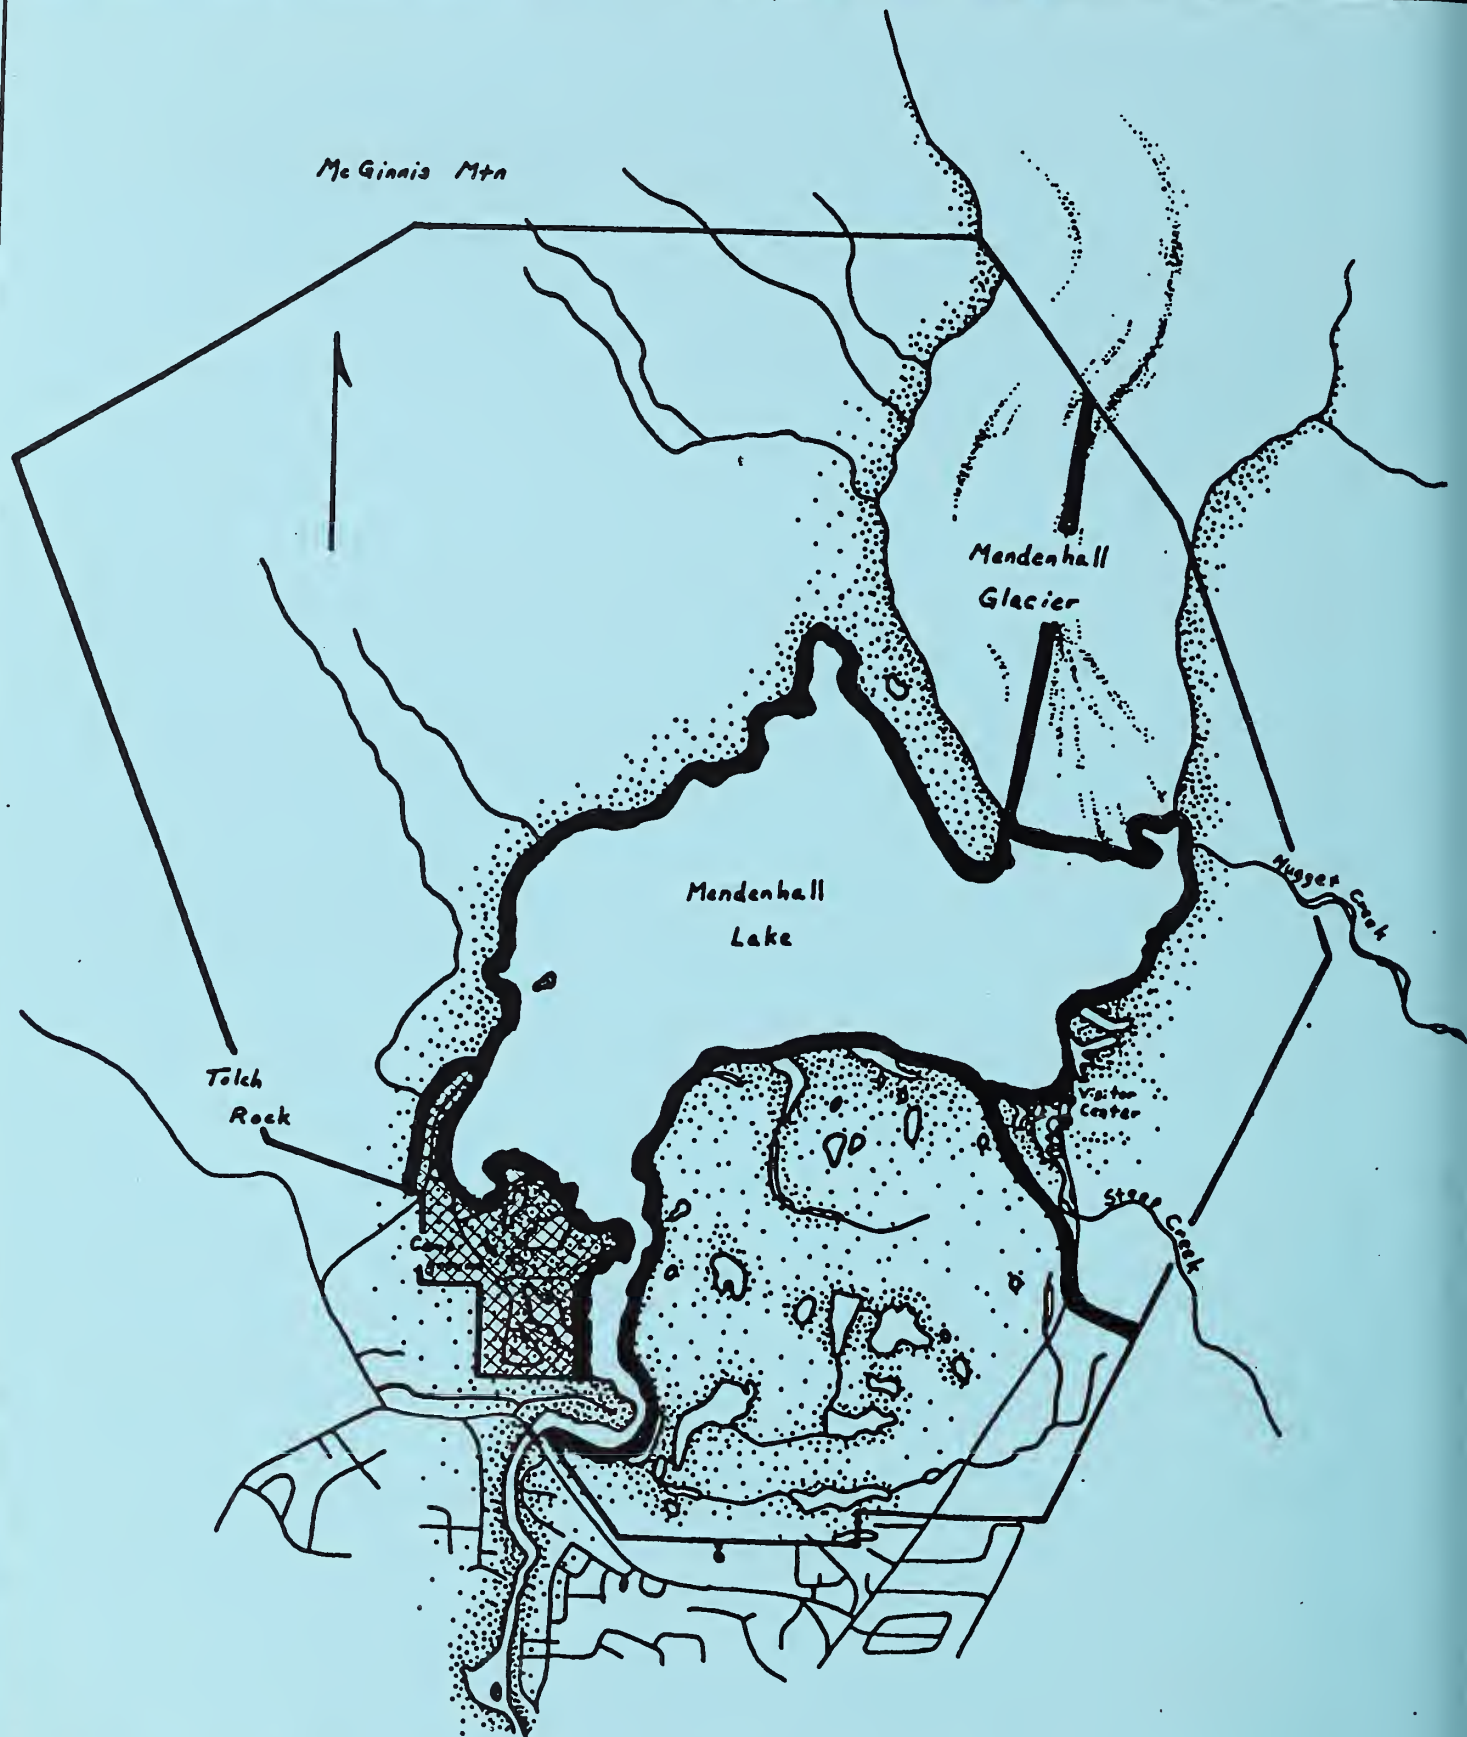 McGinnis Mtn
Mendenhall
Glacier
Mendenhall
Lake
Nugget Creek
Tolch
Rock
Visitor
Center
Steep Creek